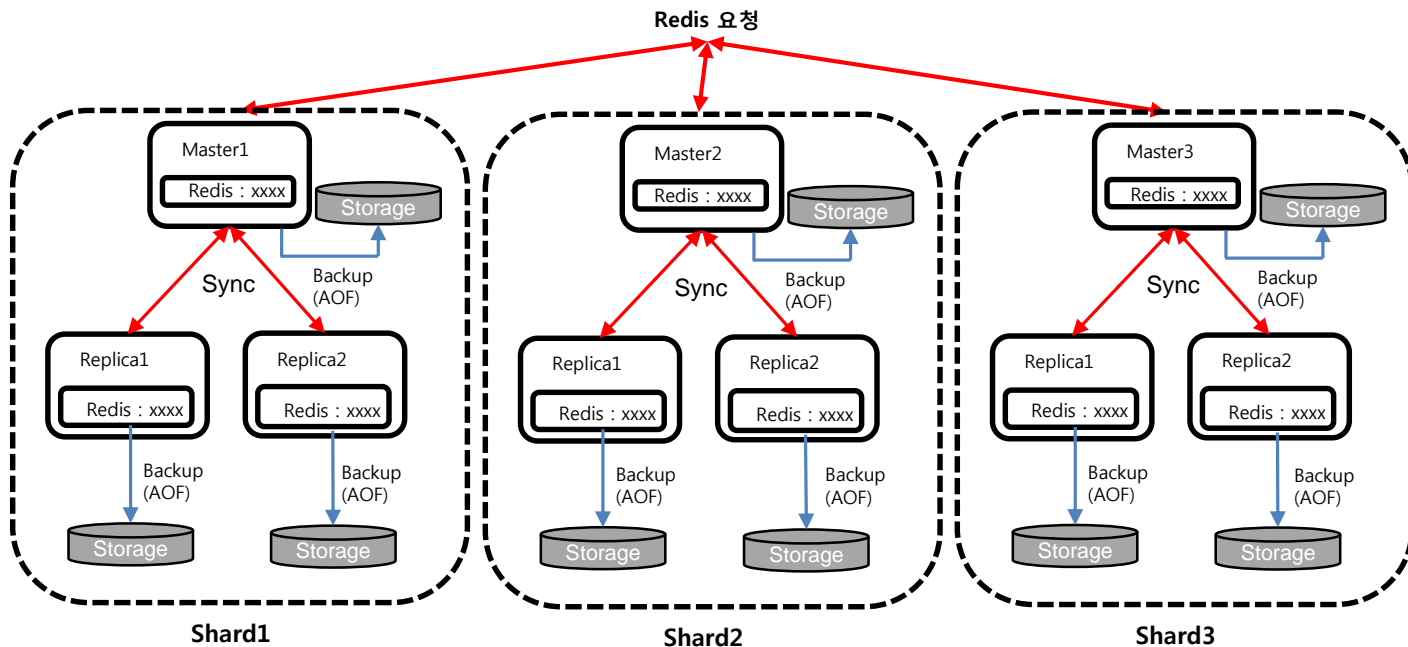 Redis 요청
Master1
Redis : xxxx
Storage
Sync
Backup
(AOF)
Replica1
Redis : xxxx
Replica2
Redis : xxxx
Backup
(AOF)
Backup
(AOF)
Storage
Storage
Shard1
Master2
Redis : xxxx
Storage
Sync
Backup
(AOF)
Replica1
Redis : xxxx
Replica2
Redis : xxxx
Backup
(AOF)
Backup
(AOF)
Storage
Storage
Shard2
Master3
Redis : xxxx
Storage
Sync
Backup
(AOF)
Replica1
Redis : xxxx
Replica2
Redis : xxxx
Backup
(AOF)
Backup
(AOF)
Storage
Storage
Shard3